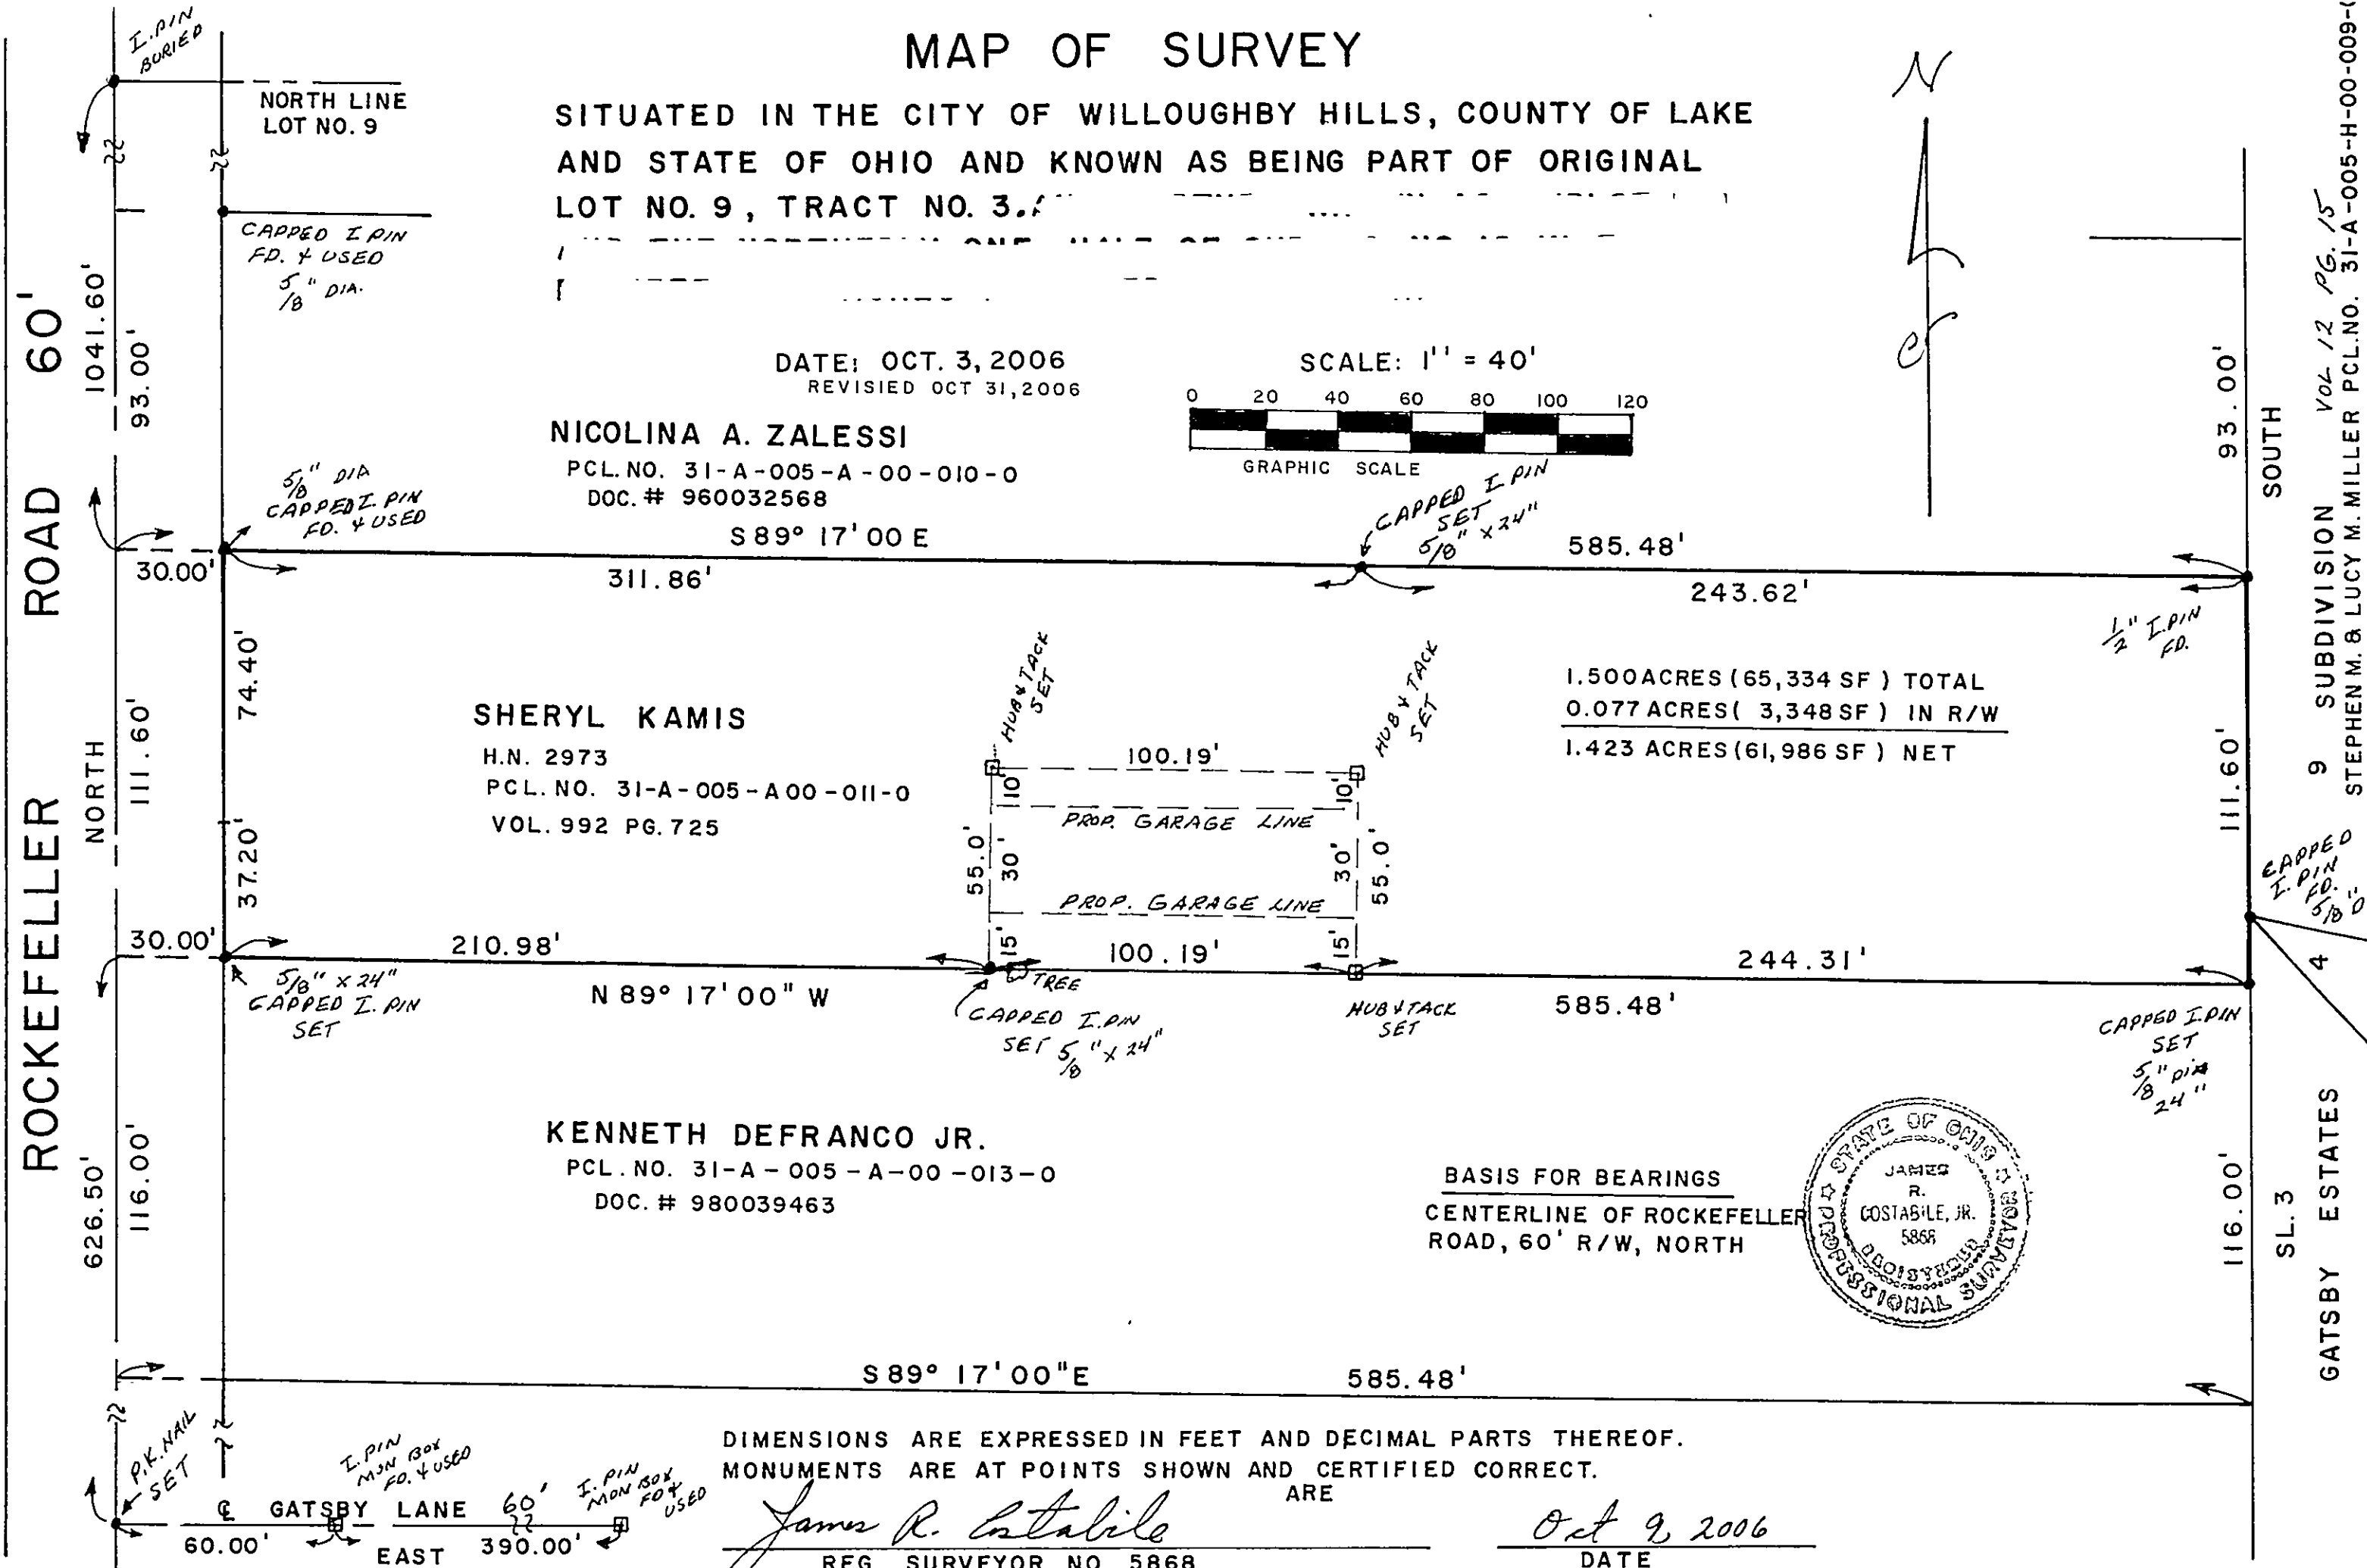 MAP OF SURVEY
SITUATED IN THE CITY OF WILLOUGHBY HILLS, COUNTY OF LAKE
AND STATE OF OHIO AND KNOWN AS BEING PART OF ORIGINAL
LOT NO. 9, TRACT NO. 3.
DATE: OCT. 3, 2006
REVISIED OCT 31, 2006
SCALE: 1'' = 40'
0 20 40 60 80 100 120
GRAPHIC SCALE
N
I. PIN
BURIED
NORTH LINE
LOT NO. 9
CAPPED I PIN
FD. & USED
5/8" DIA.
ROCKEFELLER ROAD 60'
1041.60'
93.00'
NICOLINA A. ZALESSI
PCL. NO. 31-A-005-A-00-010-0
DOC. # 960032568
5/8" DIA
CAPPED I. PIN
FD. & USED
S 89° 17' 00 E
585.48'
30.00'
311.86'
243.62'
CAPPED I. PIN
SET
5/8" X 24"
1/2" I. PIN
FD.
93.00'
SOUTH
NORTH
111.60'
74.40'
37.20'
SHERYL KAMIS
H.N. 2973
PCL. NO. 31-A-005-A00-011-0
VOL. 992 PG. 725
HUB & TACK
SET
HUB & TACK
SET
100.19'
10'
10'
PROP. GARAGE LINE
55.0'
30'
30'
55.0'
PROP. GARAGE LINE
15'
15'
1.500 ACRES (65,334 SF) TOTAL
0.077 ACRES (3,348 SF) IN R/W
1.423 ACRES (61,986 SF) NET
111.60'
CAPPED
I. PIN
FD.
5/8" D
30.00'
210.98'
100.19'
244.31'
N 89° 17' 00" W
585.48'
TREE
5/8" X 24"
CAPPED I. PIN
SET
CAPPED I. PIN
SET 5/8" X 24"
HUB & TACK
SET
CAPPED I. PIN
SET
5/8" DIA
24"
KENNETH DEFRANCO JR.
PCL. NO. 31-A-005-A-00-013-0
DOC. # 980039463
626.50'
116.00'
BASIS FOR BEARINGS
CENTERLINE OF ROCKEFELLER
ROAD, 60' R/W, NORTH
STATE OF OHIO
JAMES
R.
COSTABILE, JR.
5868
REGISTERED
PROFESSIONAL SURVEYOR
116.00'
SL. 3
GATSBY ESTATES
4
9 SUBDIVISION VOL 12 PG. 15
STEPHEN M. & LUCY M. MILLER PCL. NO. 31-A-005-H-00-009-
S 89° 17' 00" E
585.48'
P.K. NAIL
SET
I. PIN
MON BOX
FD. & USED
I. PIN
MON BOX
FD &
USED
℄ GATSBY LANE 60'
60.00'
EAST
390.00'
DIMENSIONS ARE EXPRESSED IN FEET AND DECIMAL PARTS THEREOF.
MONUMENTS ARE AT POINTS SHOWN AND CERTIFIED CORRECT.
ARE
James R. Costabile
REG. SURVEYOR NO. 5868
Oct 9, 2006
DATE